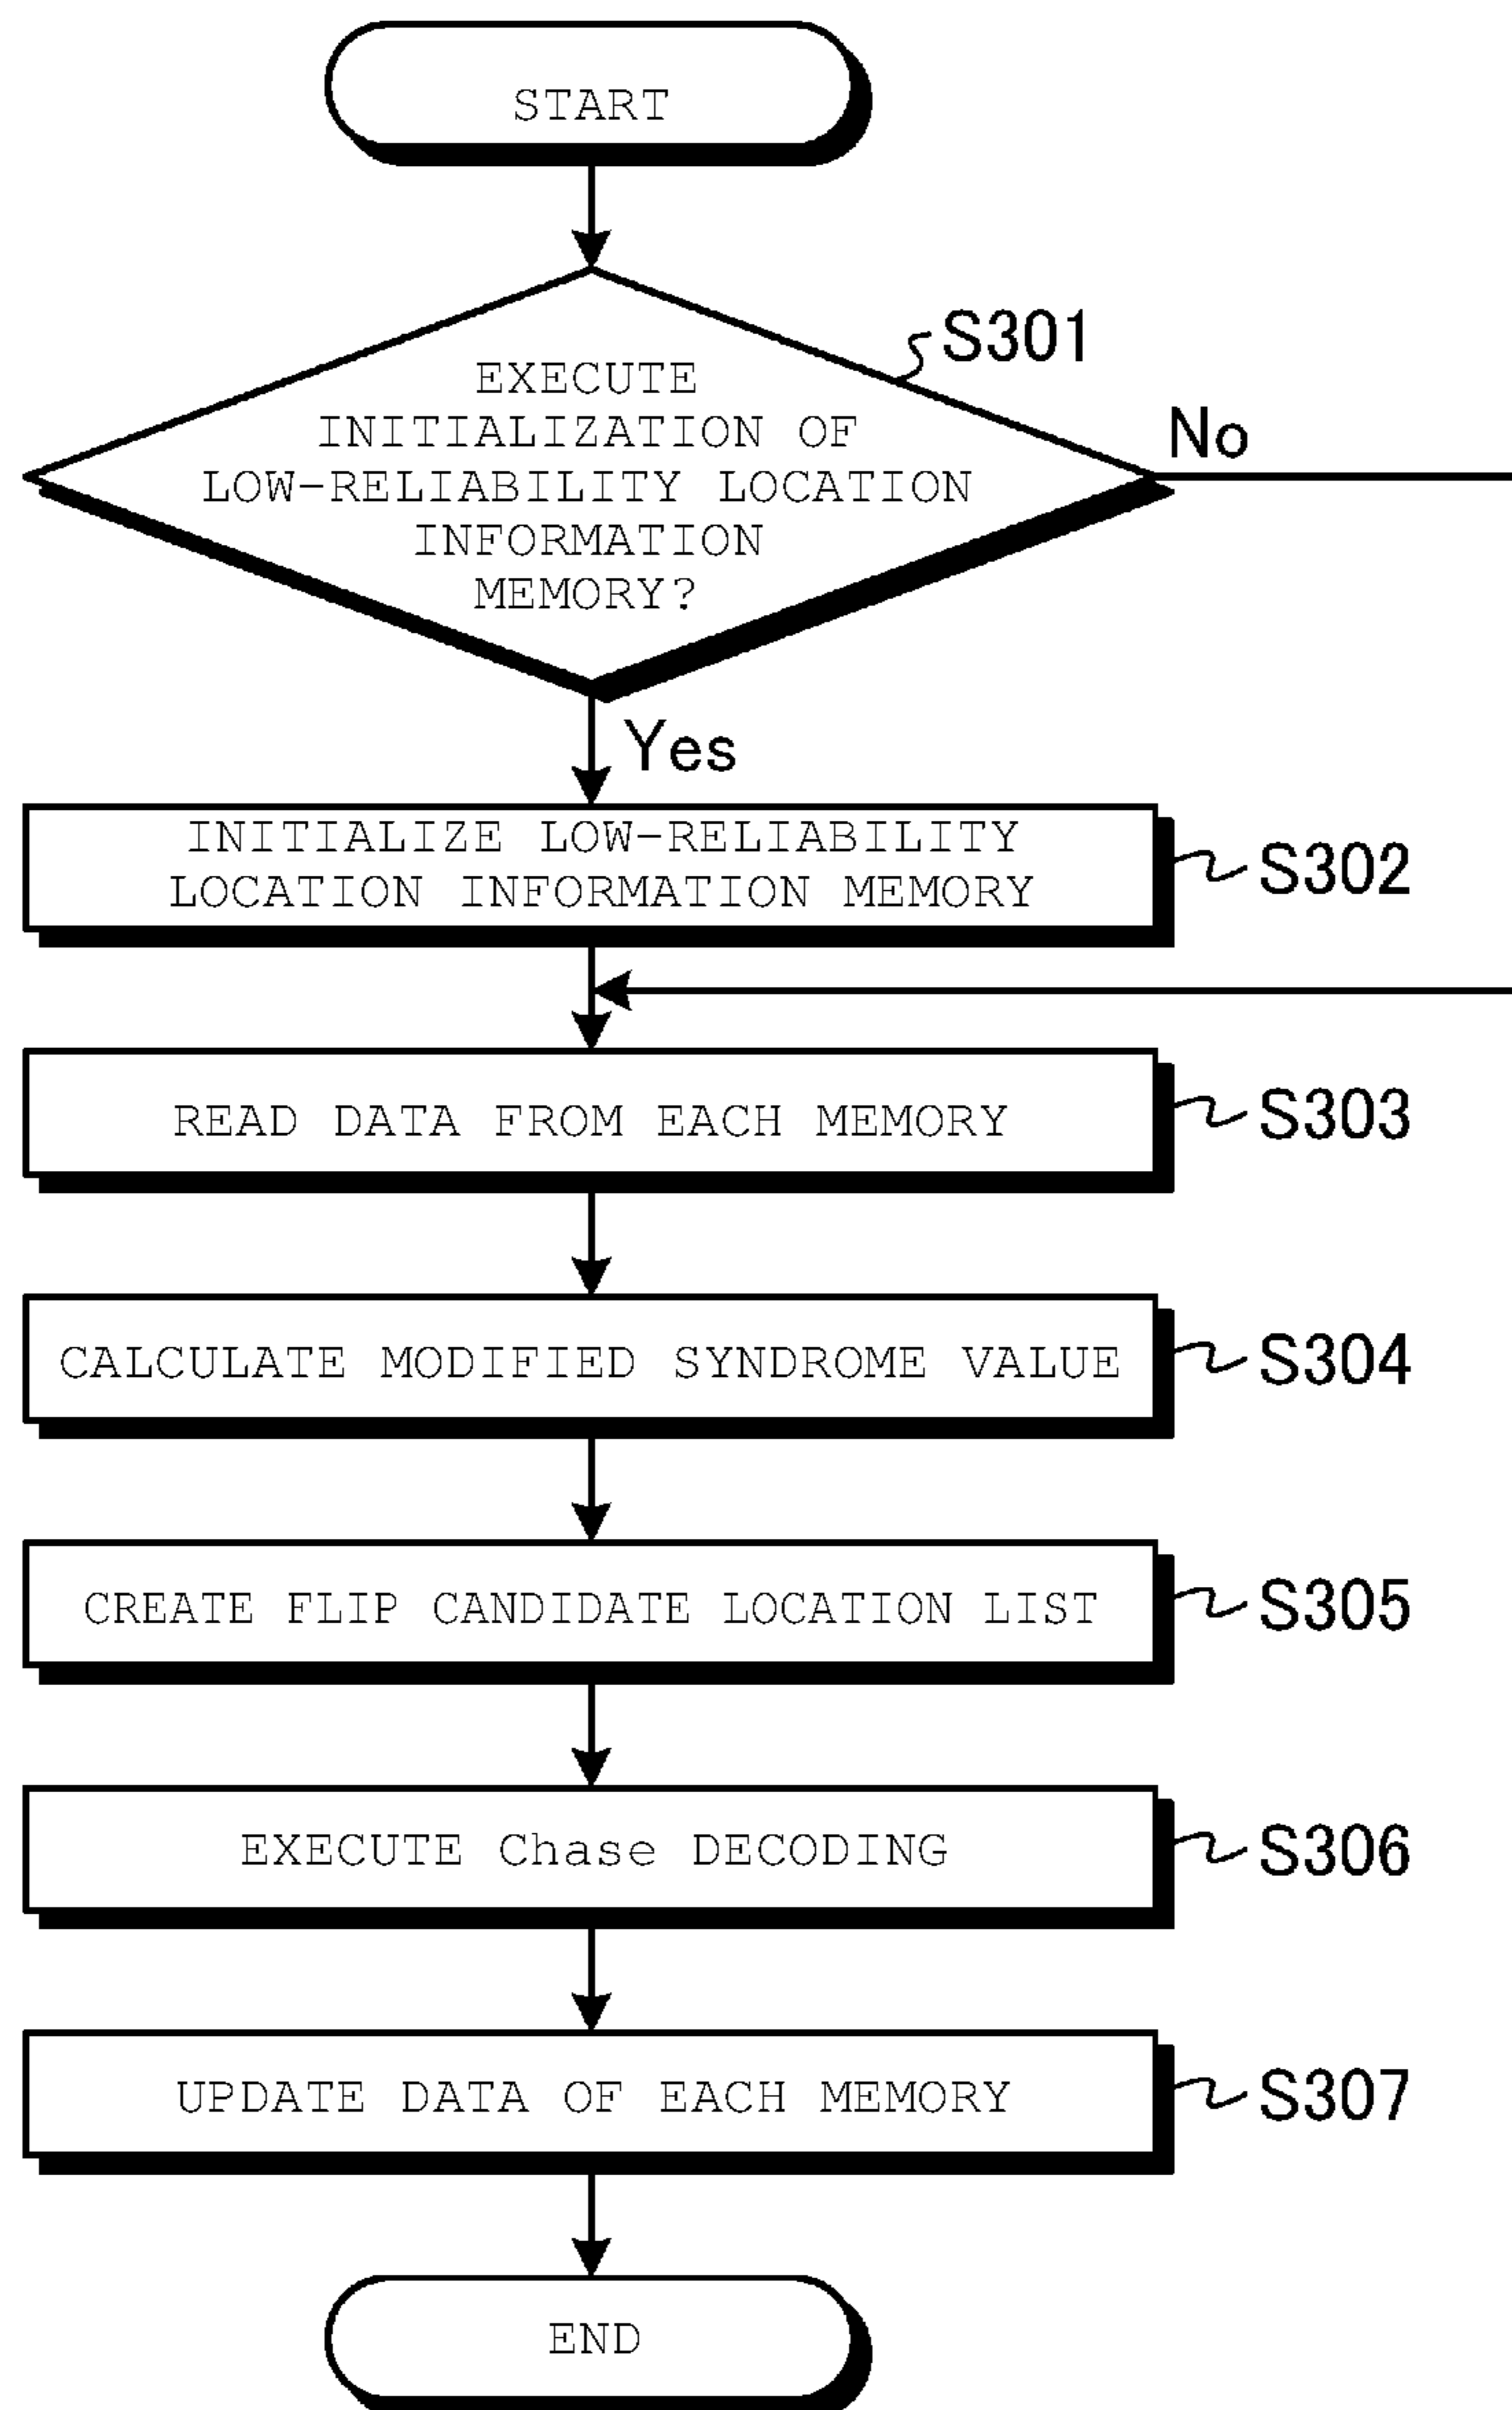 START
S301
EXECUTE
INITIALIZATION OF
LOW-RELIABILITY LOCATION
INFORMATION
MEMORY?
No
Yes
INITIALIZE LOW-RELIABILITY
LOCATION INFORMATION MEMORY
S302
READ DATA FROM EACH MEMORY
S303
CALCULATE MODIFIED SYNDROME VALUE
S304
CREATE FLIP CANDIDATE LOCATION LIST
S305
EXECUTE Chase DECODING
S306
UPDATE DATA OF EACH MEMORY
S307
END